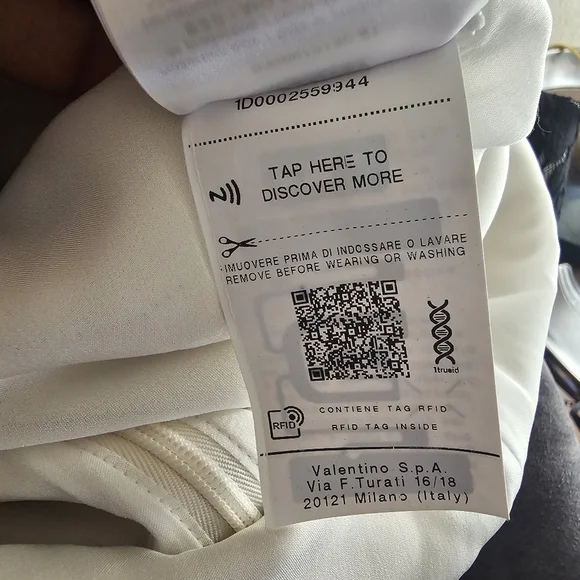 1D0002559944
TAP HERE TO
DISCOVER MORE
IMUOVERE PRIMA DI INDOSSARE O LAVARE
REMOVE BEFORE WEARING OR WASHING
1trueid
RFID
CONTIENE TAG RFID
RFID TAG INSIDE
Valentino S.p.A.
Via F.Turati 16/18
20121 Milano (Italy)